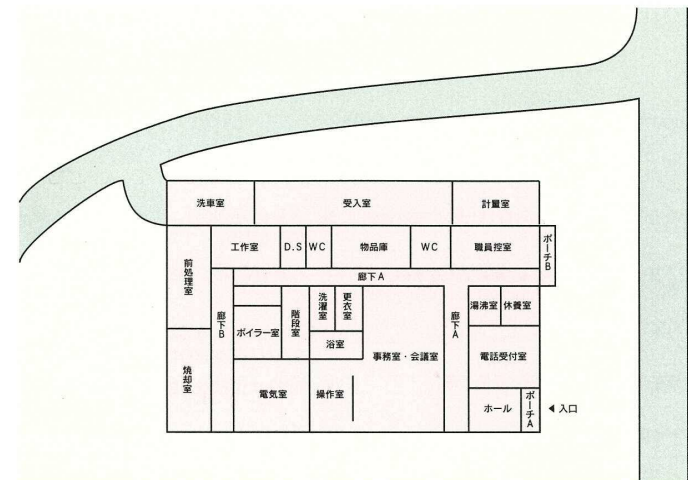 洗車室
受入室
計量室
工作室
D.S
WC
物品庫
WC
職員控室
ポーチB
前処理室
廊下A
廊下B
ボイラー室
階段室
洗濯室
更衣室
浴室
事務室・会議室
廊下A
湯沸室
休養室
電話受付室
焼却室
電気室
操作室
ホール
ポーチA
入口